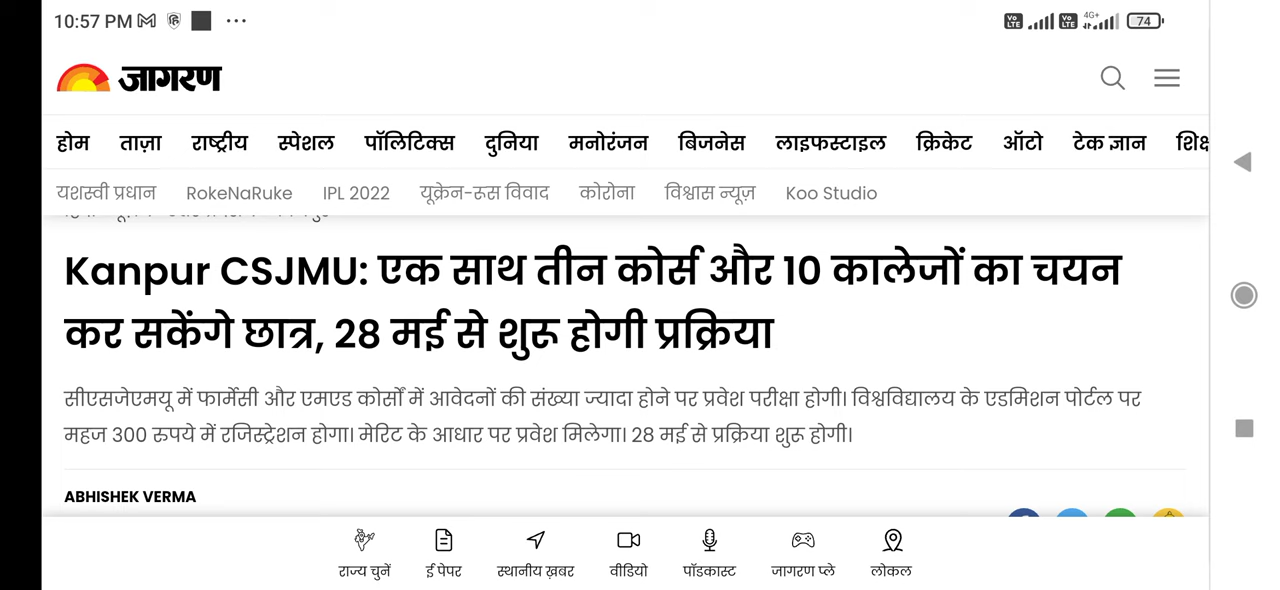 10:57 PM
4G+
74
जागरण
होम ताज़ा राष्ट्रीय स्पेशल पॉलिटिक्स दुनिया मनोरंजन बिजनेस लाइफस्टाइल क्रिकेट ऑटो टेक ज्ञान
यशस्वी प्रधान RokeNaRuke IPL 2022 यूक्रेन-रूस विवाद कोरोना विश्वास न्यूज़ Koo Studio
Kanpur CSJMU: एक साथ तीन कोर्स और 10 कालेजों का चयन
कर सकेंगे छात्र, 28 मई से शुरू होगी प्रक्रिया
सीएसजेएमयू में फार्मेसी और एमएड कोर्सों में आवेदनों की संख्या ज्यादा होने पर प्रवेश परीक्षा होगी। विश्वविद्यालय के एडमिशन पोर्टल पर
महज 300 रुपये में रजिस्ट्रेशन होगा। मेरिट के आधार पर प्रवेश मिलेगा। 28 मई से प्रक्रिया शुरू होगी।
ABHISHEK VERMA
राज्य चुनें ई पेपर स्थानीय ख़बर वीडियो पॉडकास्ट जागरण प्ले लोकल